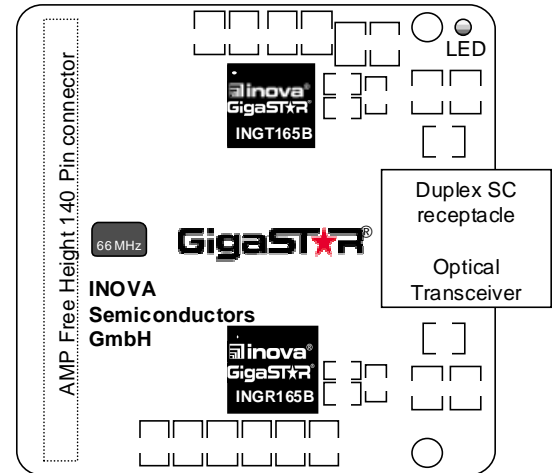 LED
inova®
GigaSTAR
INGT165B
AMP Free Height 140 Pin connector
Duplex SC
receptacle
Optical
Transceiver
66 MHz
GigaSTAR®
INOVA
Semiconductors
GmbH
inova®
GigaSTAR
INGR165B